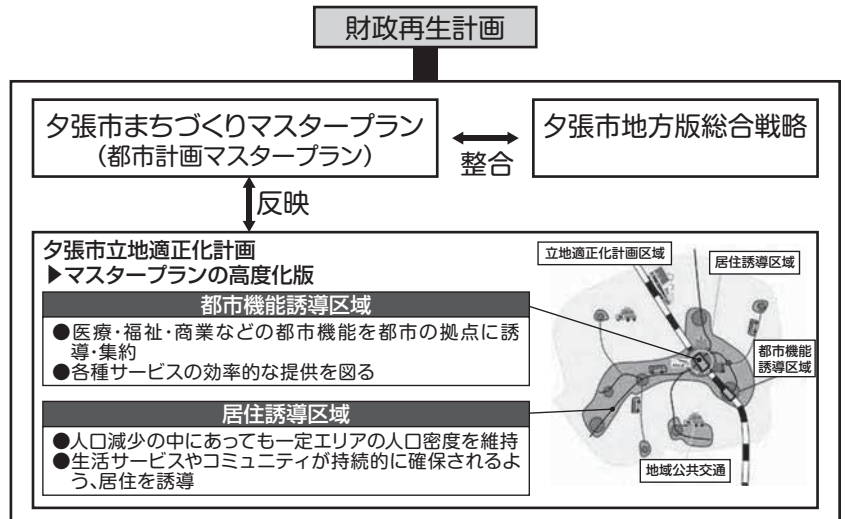 財政再生計画
夕張市まちづくりマスタープラン
(都市計画マスタープラン)
整合
夕張市地方版総合戦略
反映
夕張市立地適正化計画
▶マスタープランの高度化版
都市機能誘導区域
●医療・福祉・商業などの都市機能を都市の拠点に誘
導・集約
●各種サービスの効率的な提供を図る
居住誘導区域
●人口減少の中にあっても一定エリアの人口密度を維持
●生活サービスやコミュニティが持続的に確保されるよ
う、居住を誘導
立地適正化計画区域
居住誘導区域
都市機能
誘導区域
地域公共交通